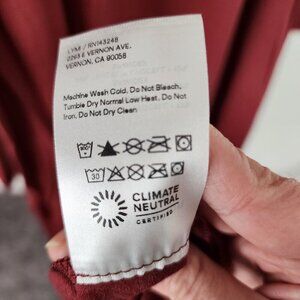 LYM / RN143248
2263 E VERNON AVE.
VERNON, CA 90058
Machine Wash Cold, Do Not Bleach,
Tumble Dry Normal Low Heat, Do Not
Iron, Do Not Dry Clean
30
CLIMATE
NEUTRAL
CERTIFIED